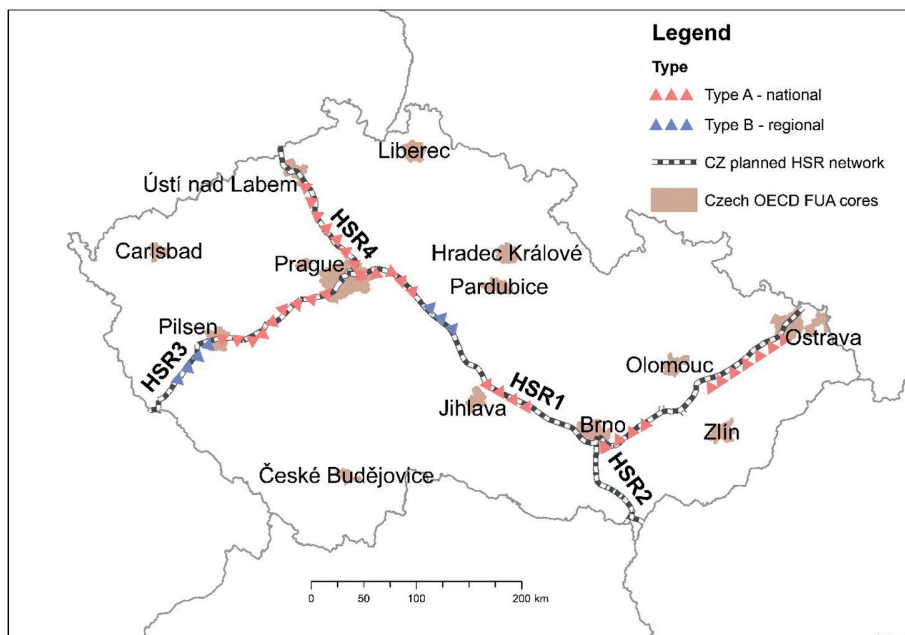 Legend
Type
Type A - national
Type B - regional
CZ planned HSR network
Czech OECD FUA cores
Liberec
Ústí nad Labem
HSR4
Carlsbad
Prague
Hradec Králové
Pardubice
Pilsen
HSR3
Ostrava
Olomouc
HSR1
Jihlava
Brno
Zlín
HSR2
České Budějovice
0 50 100 200 km